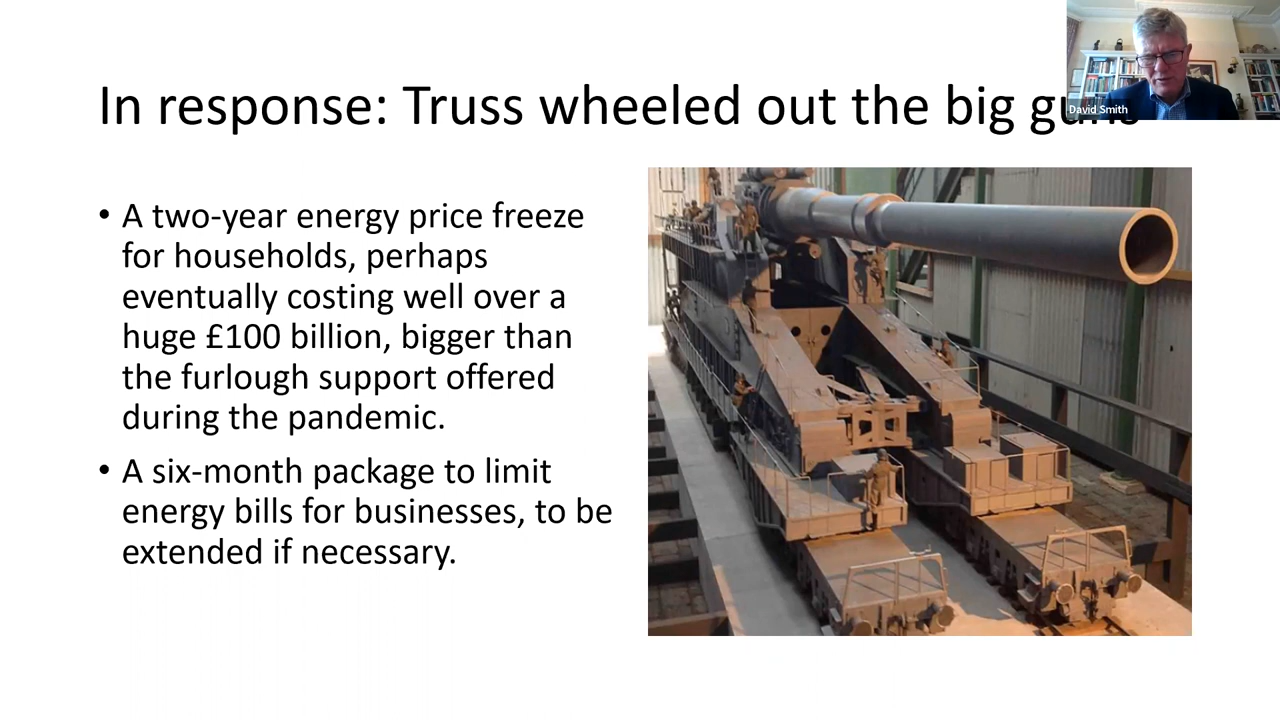 In response: Truss wheeled out the big guns
David Smith
• A two-year energy price freeze
for households, perhaps
eventually costing well over a
huge £100 billion, bigger than
the furlough support offered
during the pandemic.
• A six-month package to limit
energy bills for businesses, to be
extended if necessary.